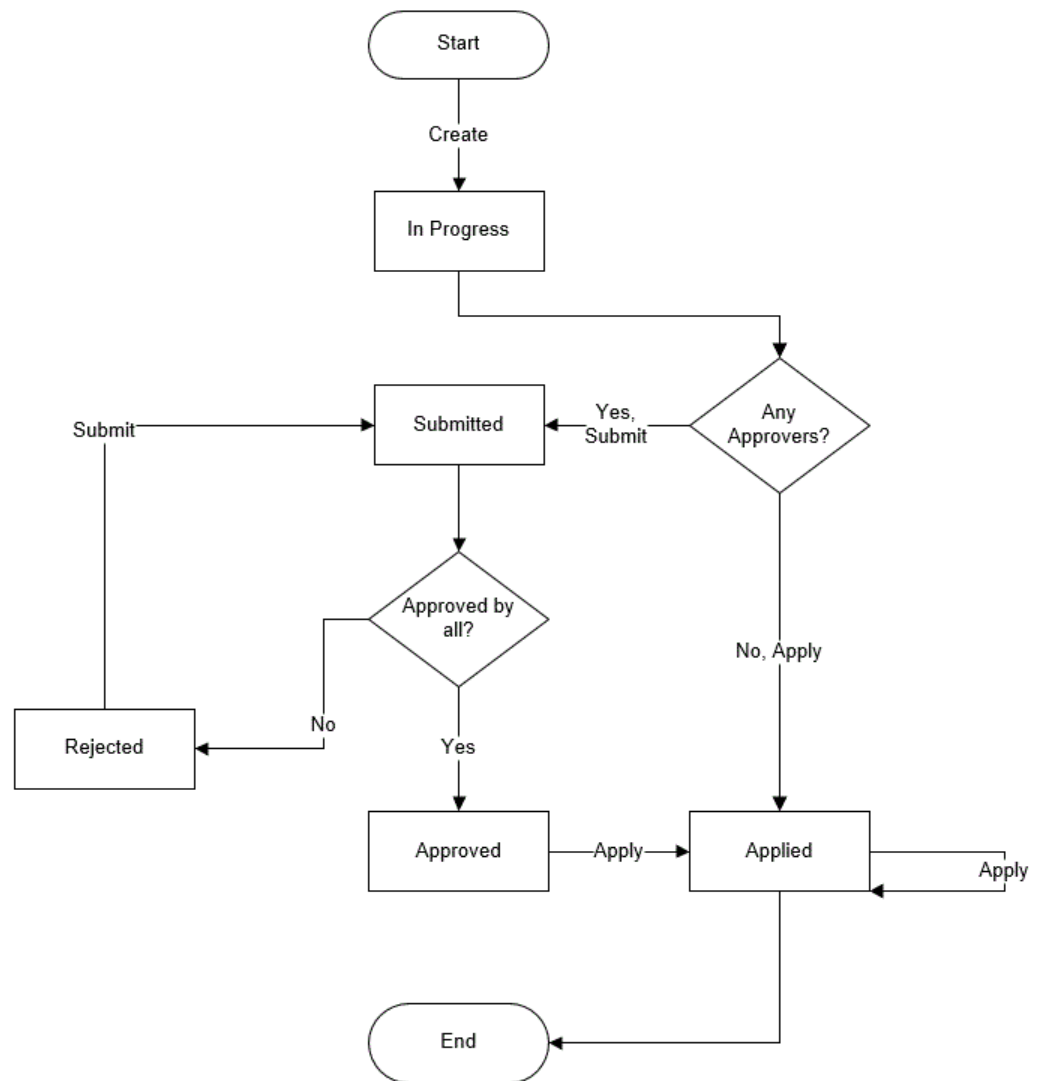 Start
Create
In Progress
Any
Approvers?
Yes,
Submit
Submitted
Submit
Approved by
all?
No, Apply
No
Rejected
Yes
Approved
Apply
Applied
Apply
End